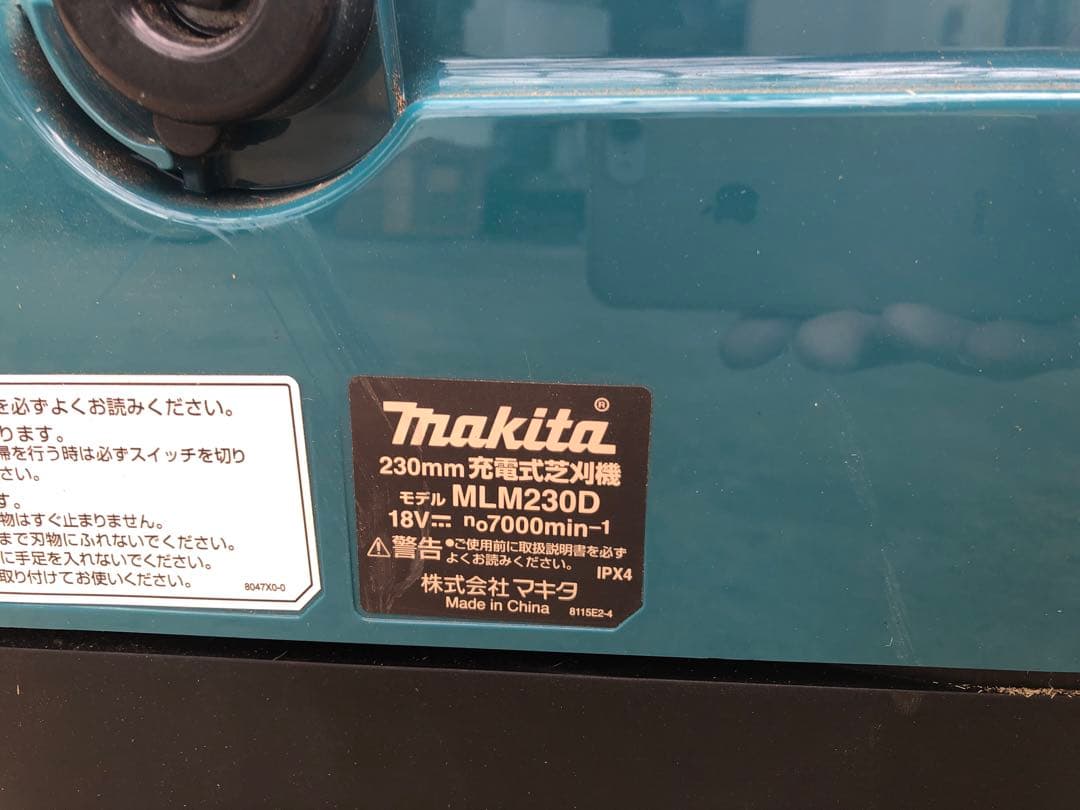 を必ずよくお読みください。
ります。
掃を行う時は必ずスイッチを切り
さい。
す。
物はすぐ止まりません。
まで刃物にふれないでください。
に手足を入れないでください。
取り付けてお使いください。
8047X0-0
makita®
230mm 充電式芝刈機
モデル MLM230D
18V⎓ n₀7000min⁻¹
⚠警告 •ご使用前に取扱説明書を必ず
よくお読みください。
IPX4
株式会社 マキタ
Made in China 8115E2-4